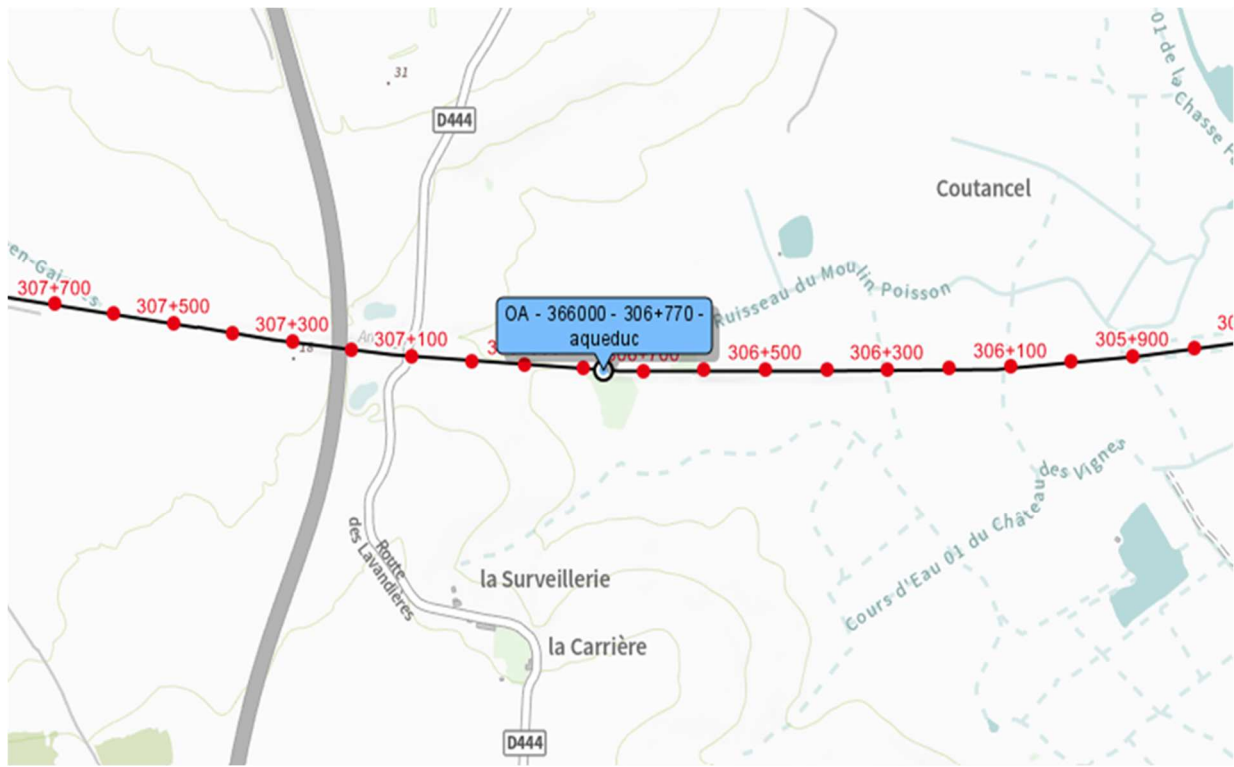 31
D444
01 de la Chasse
Coutancel
307+700
307+500
307+300
18
307+100
OA - 366000 - 306+770 -
aqueduc
306+700
Ruisseau du Moulin Poisson
306+500
306+300
306+100
305+900
Cours d'Eau 01 du Château des Vignes
Route
des Lavandières
la Surveillerie
la Carrière
D444